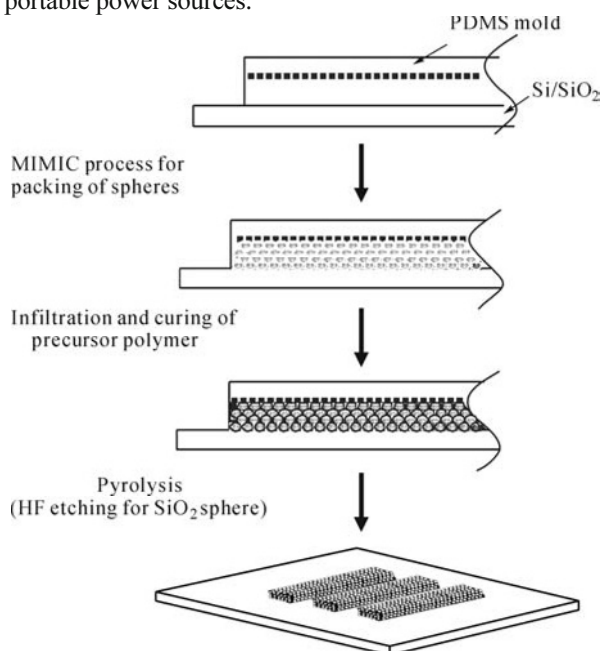 portable power sources.
PDMS mold
Si/SiO2
MIMIC process for
packing of spheres
Infiltration and curing of
precursor polymer
Pyrolysis
(HF etching for SiO2 sphere)